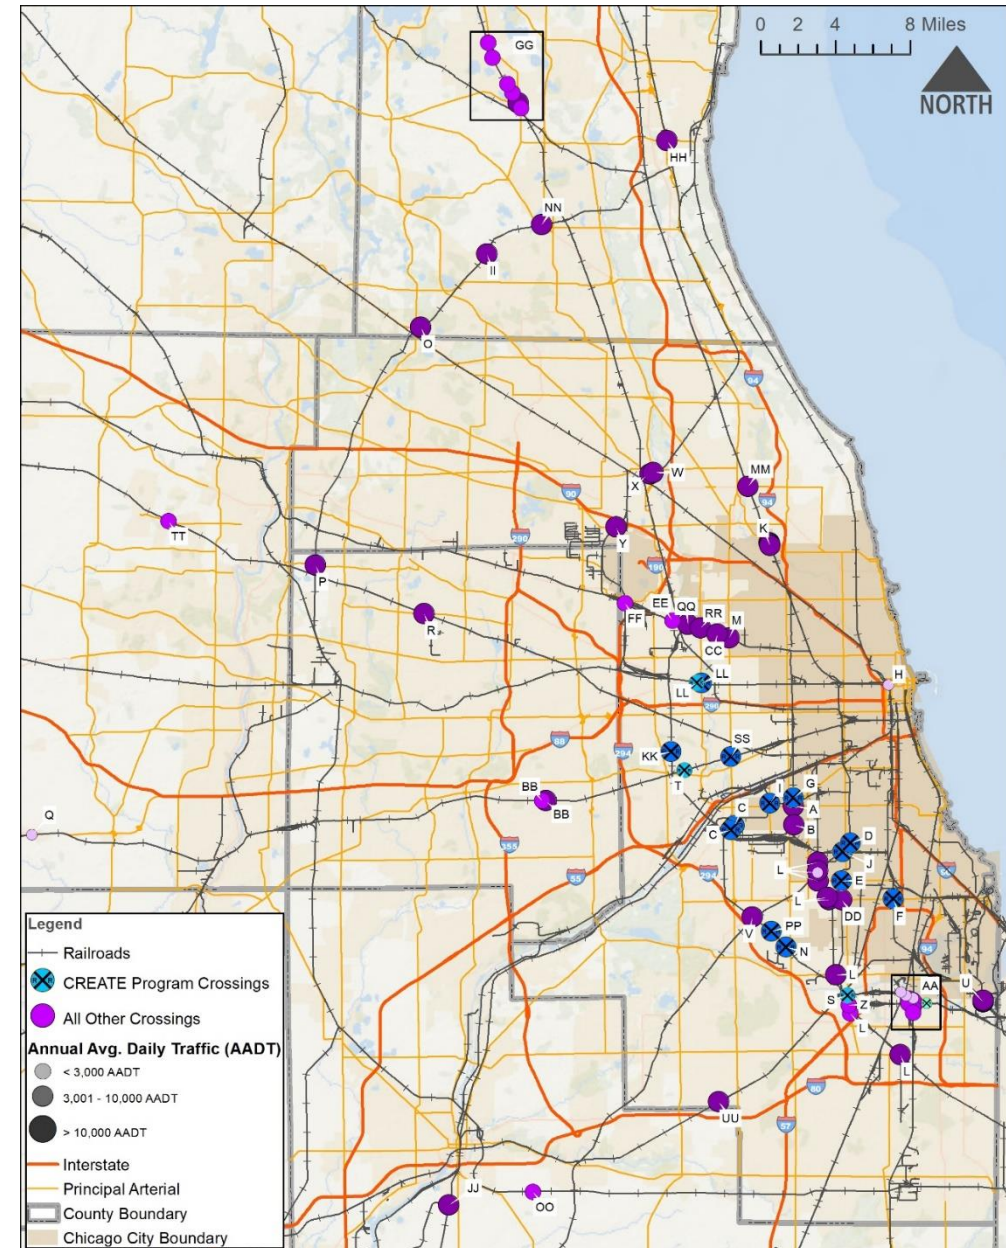 0 2 4 8 Miles
NORTH
GG
HH
NN
II
O
94
X
W
MM
90
94
K
TT
290
Y
190
P
EE
QQ
RR
M
FF
R
CC
LL
H
LL
290
SS
88
KK
294
T
G
I
BB
C
A
Q
BB
C
B
D
355
J
L
294
E
55
L
DD
F
V
PP
N
94
L
AA
U
S
Z
L
L
80
UU
57
JJ
OO
Legend
Railroads
CREATE Program Crossings
All Other Crossings
Annual Avg. Daily Traffic (AADT)
< 3,000 AADT
3,001 - 10,000 AADT
> 10,000 AADT
Interstate
Principal Arterial
County Boundary
Chicago City Boundary